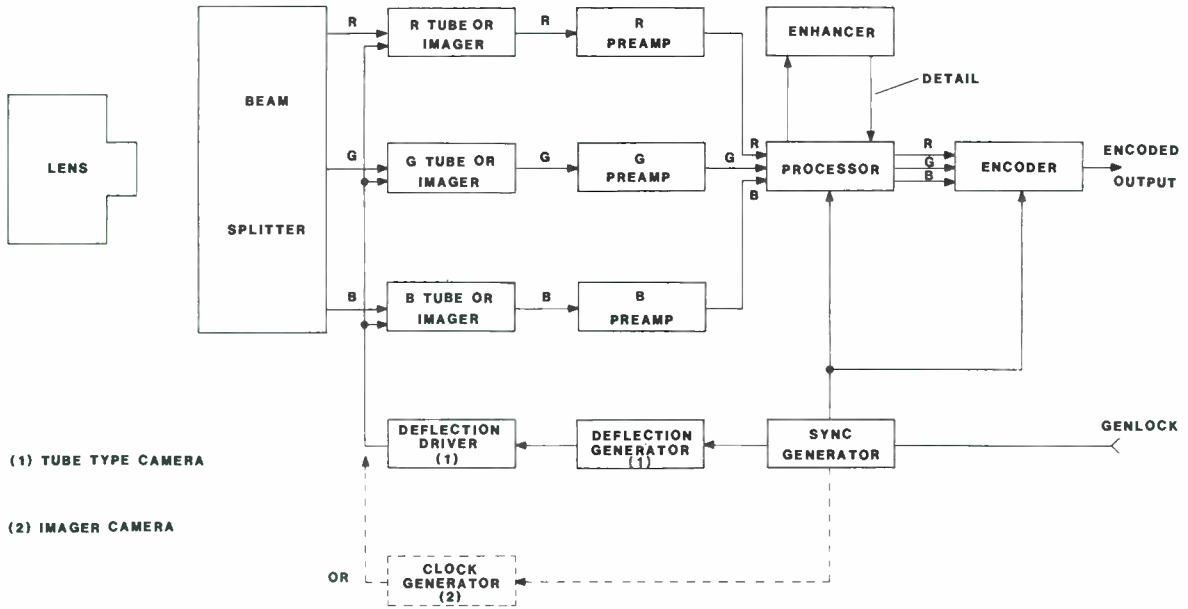 R
R TUBE OR
IMAGER
R
R
PREAMP
ENHANCER
DETAIL
BEAM
SPLITTER
LENS
G
G TUBE OR
IMAGER
G
G
PREAMP
G
R
B
PROCESSOR
R
G
B
ENCODER
ENCODED
OUTPUT
B
B TUBE OR
IMAGER
B
B
PREAMP
DEFLECTION
DRIVER
(1)
DEFLECTION
GENERATOR
(1)
SYNC
GENERATOR
GENLOCK
(1) TUBE TYPE CAMERA
(2) IMAGER CAMERA
OR
CLOCK
GENERATOR
(2)